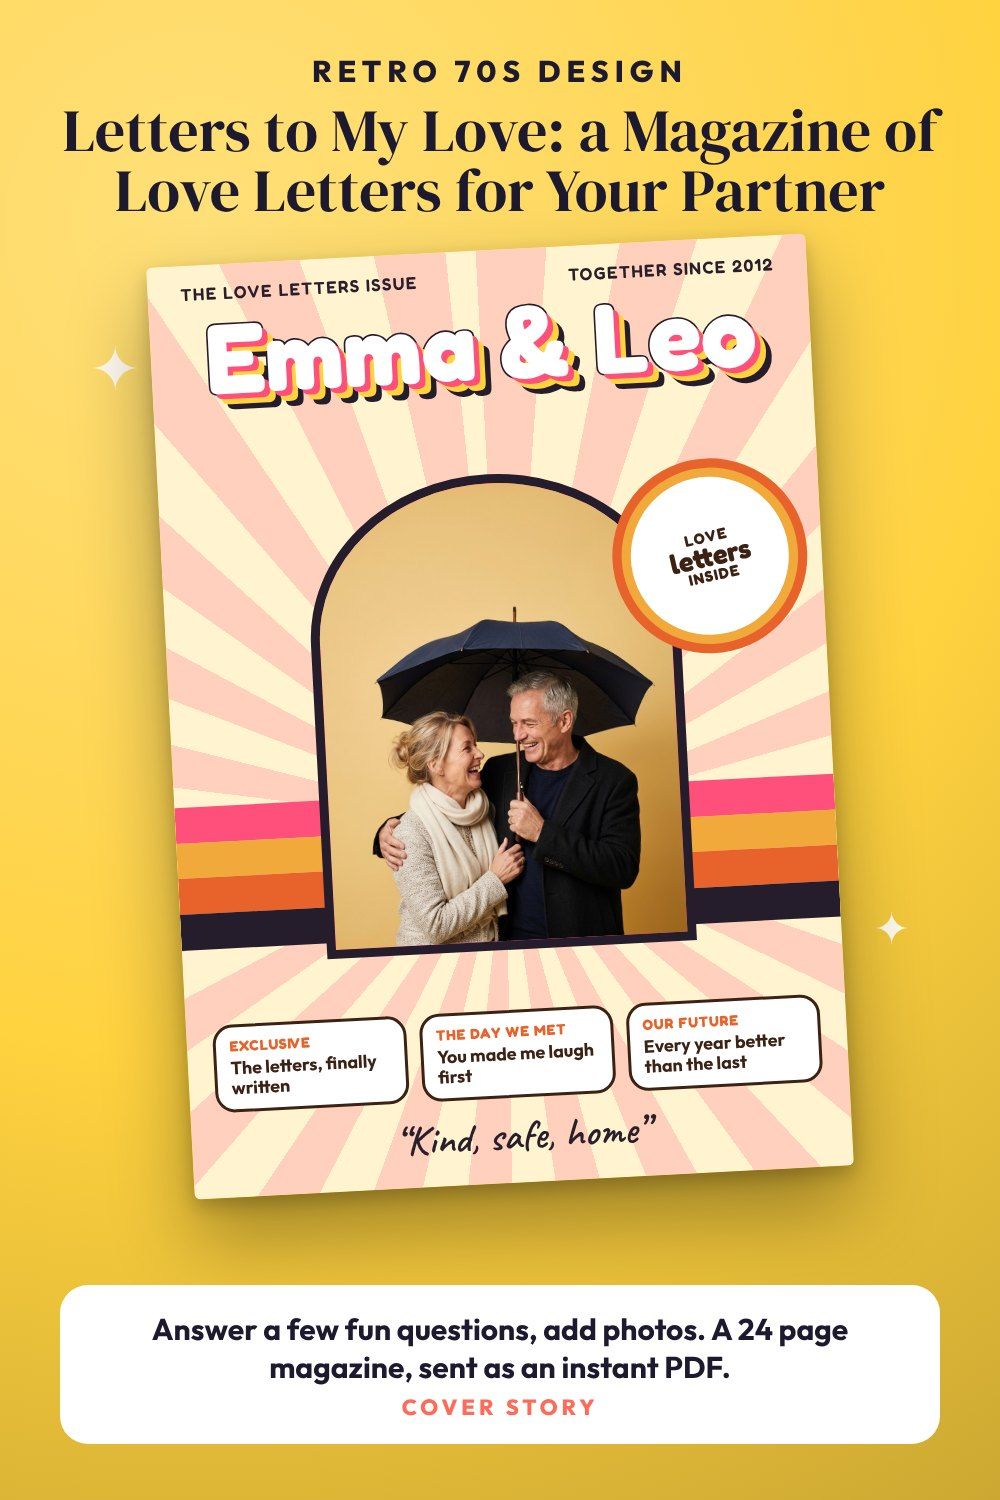 RETRO 70S DESIGN
Letters to My Love: a Magazine of
Love Letters for Your Partner
THE LOVE LETTERS ISSUE
TOGETHER SINCE 2012
Emma & Leo
LOVE
letters
INSIDE
EXCLUSIVE
The letters, finally
written
THE DAY WE MET
You made me laugh
first
OUR FUTURE
Every year better
than the last
“Kind, safe, home”
Answer a few fun questions, add photos. A 24 page
magazine, sent as an instant PDF.
COVER STORY